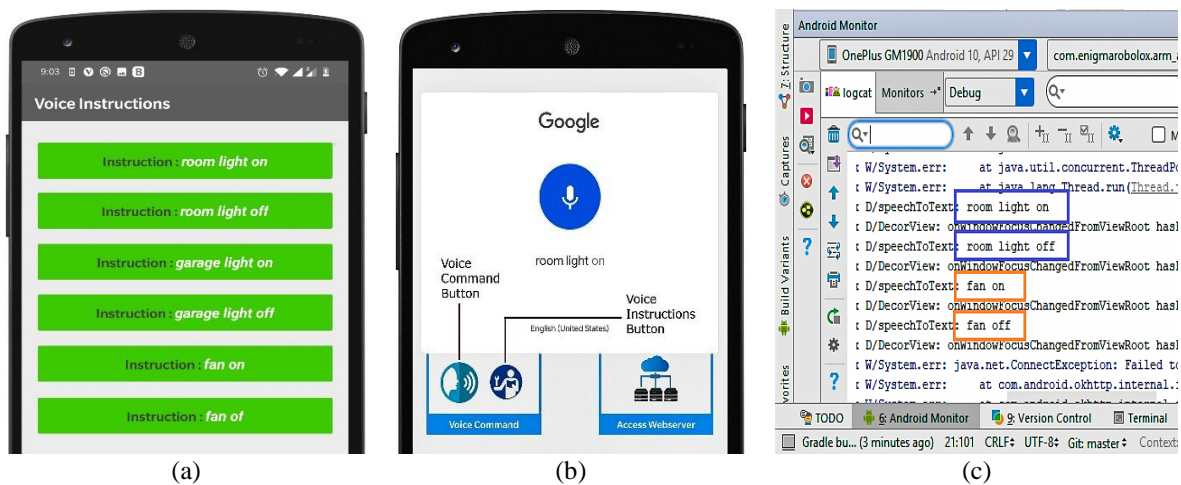 9:03
Voice Instructions
Instruction : room light on
Instruction : room light off
Instruction : garage light on
Instruction : garage light off
Instruction : fan on
Instruction : fan of
(a)
Google
room light on
Voice
Command
Button
Voice
Instructions
Button
English (United States)
Voice Command
Access Webserver
(b)
Android Monitor
OnePlus GM1900 Android 10, API 29
com.enigmarobolox.arm_a
logcat
Monitors
Debug
Z: Structure
Captures
Build Variants
vorites
W/System.err: at java.util.concurrent.ThreadPo
W/System.err: at java.lang.Thread.run(Thread.
D/speechToText: room light on
D/DecorView: onWindowFocusChangedFromViewRoot hasl
D/speechToText: room light off
D/DecorView: onWindowFocusChangedFromViewRoot hasl
D/speechToText: fan on
D/DecorView: onWindowFocusChangedFromViewRoot hasl
D/speechToText: fan off
D/DecorView: onWindowFocusChangedFromViewRoot hasl
W/System.err: java.net.ConnectException: Failed to
W/System.err: at com.android.okhttp.internal.i
TODO
6: Android Monitor
9: Version Control
Terminal
Gradle bu... (3 minutes ago)
21:101 CRLF UTF-8 Git: master Context:
(c)